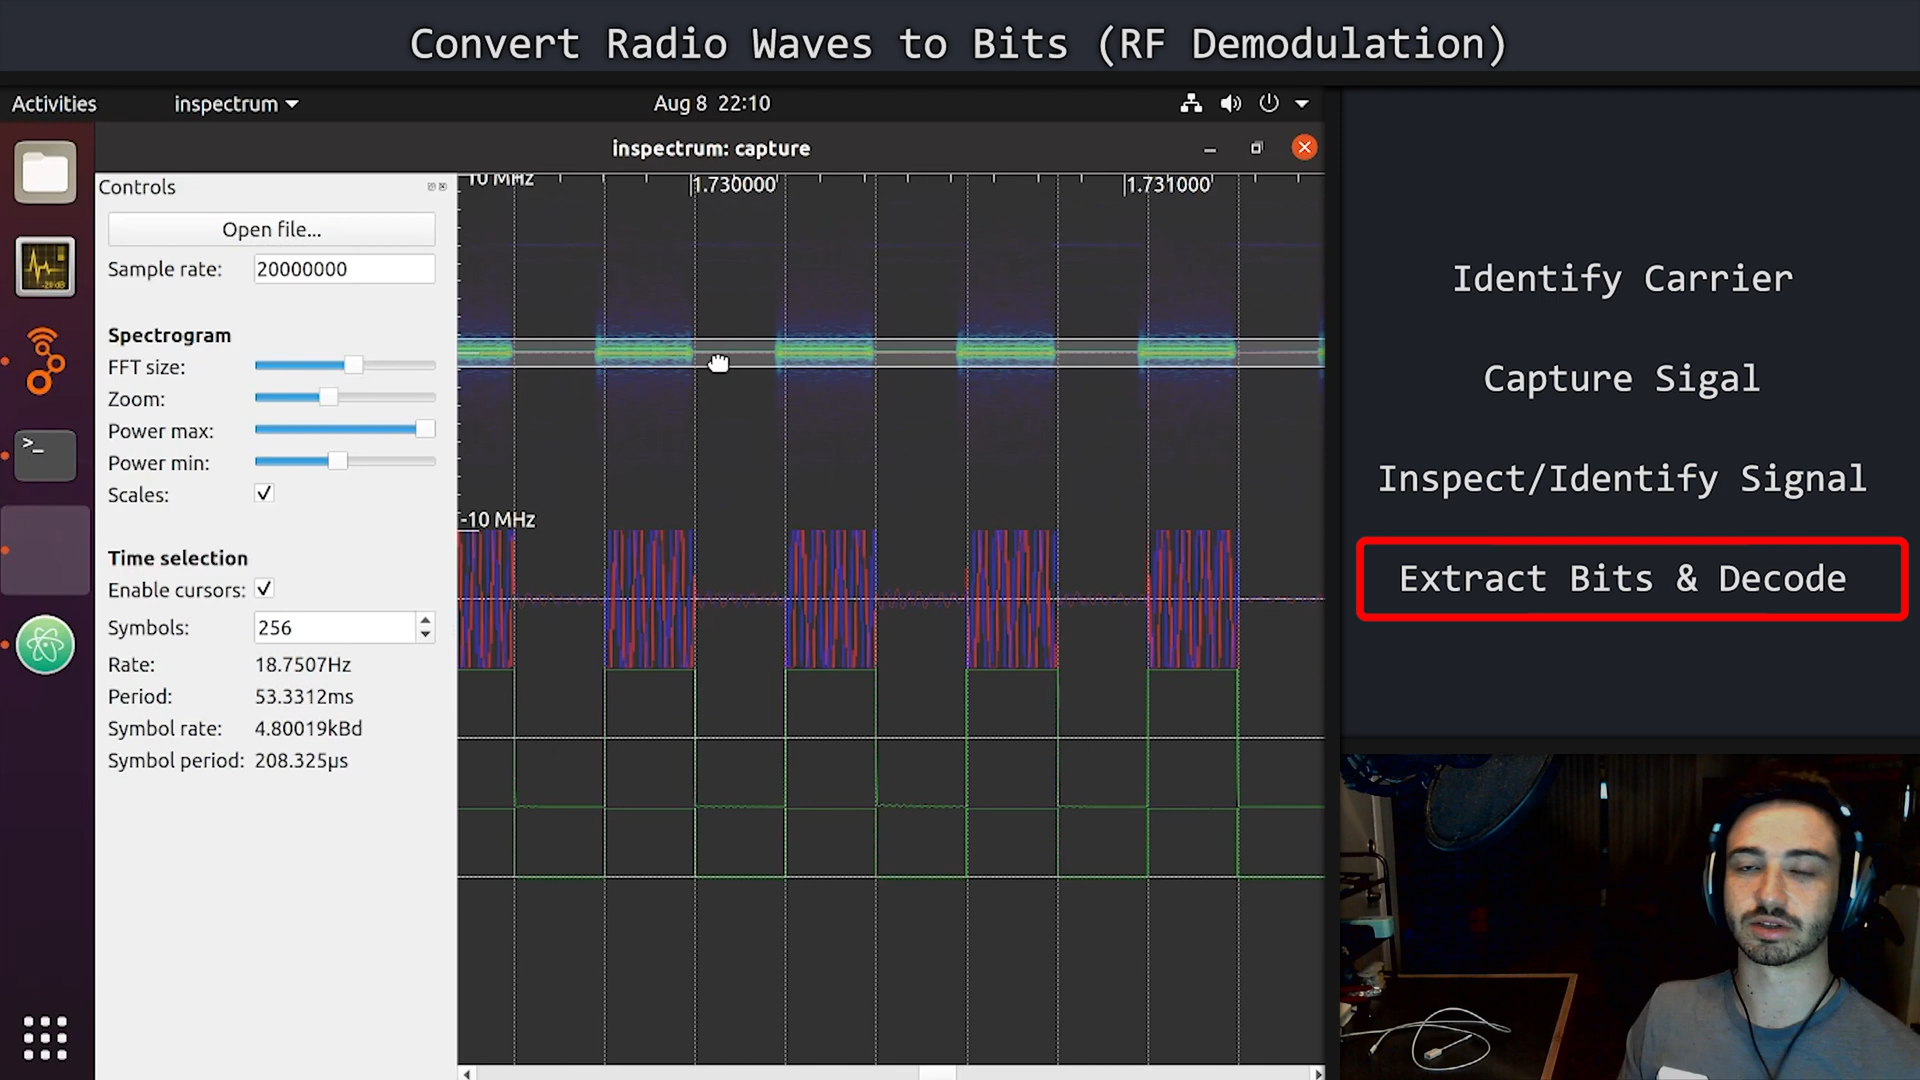 Convert Radio Waves to Bits (RF Demodulation)
Activities
inspectrum
Aug 8 22:10
inspectrum: capture
Controls
Open file...
Sample rate: 20000000
Spectrogram
FFT size:
Zoom:
Power max:
Power min:
Scales:
Time selection
Enable cursors:
Symbols: 256
Rate: 18.7507Hz
Period: 53.3312ms
Symbol rate: 4.80019kBd
Symbol period: 208.325µs
10 MHz
1.730000
1.731000
-10 MHz
Identify Carrier
Capture Sigal
Inspect/Identify Signal
Extract Bits & Decode